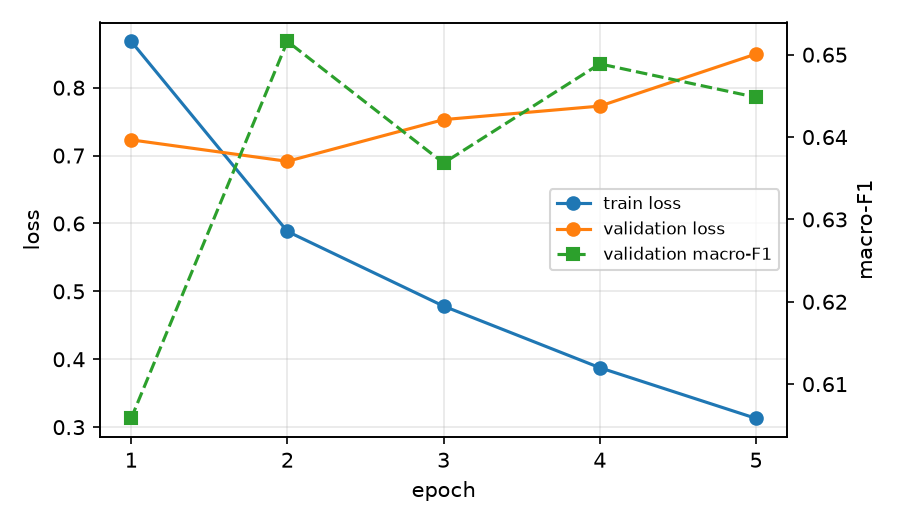 0.8
0.7
0.6
0.5
0.4
0.3
loss
1 2 3 4 5
epoch
0.65
0.64
0.63
0.62
0.61
macro-F1
train loss
validation loss
validation macro-F1